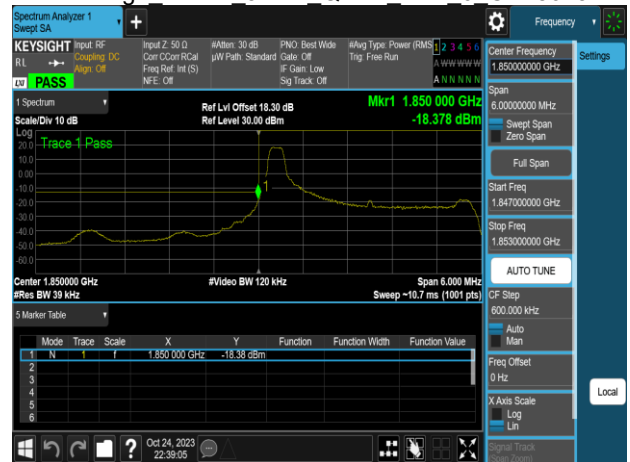 Spectrum Analyzer 1
Swept SA
Frequency
KEYSIGHT
Input: RF
Coupling: DC
Align: Off
Input Z: 50 Ω
Corr CCorr RCal
Freq Ref: Int (S)
NFE: Off
#Atten: 30 dB
µW Path: Standard
PNO: Best Wide
Gate: Off
IF Gain: Low
Sig Track: Off
#Avg Type: Power (RMS
Trig: Free Run
1 2 3 4 5 6
A W W W W W
A N N N N N
RL
LXI
PASS
1 Spectrum
Scale/Div 10 dB
Ref Lvl Offset 18.30 dB
Ref Level 30.00 dBm
Mkr1 1.850 000 GHz
-18.378 dBm
Log
Trace 1 Pass
20.0
10.0
0.00
-10.0
-20.0
-30.0
-40.0
-50.0
-60.0
1
Center 1.850000 GHz
#Res BW 39 kHz
#Video BW 120 kHz
Span 6.000 MHz
Sweep ~10.7 ms (1001 pts)
5 Marker Table
Mode Trace Scale X Y Function Function Width Function Value
1 N 1 f 1.850 000 GHz -18.38 dBm
2
3
4
5
6
Oct 24, 2023
22:39:05
Center Frequency
1.850000000 GHz
Settings
Span
6.00000000 MHz
Swept Span
Zero Span
Full Span
Start Freq
1.847000000 GHz
Stop Freq
1.853000000 GHz
AUTO TUNE
CF Step
600.000 kHz
Auto
Man
Freq Offset
0 Hz
X Axis Scale
Log
Lin
Local
Signal Track
(Span Zoom)